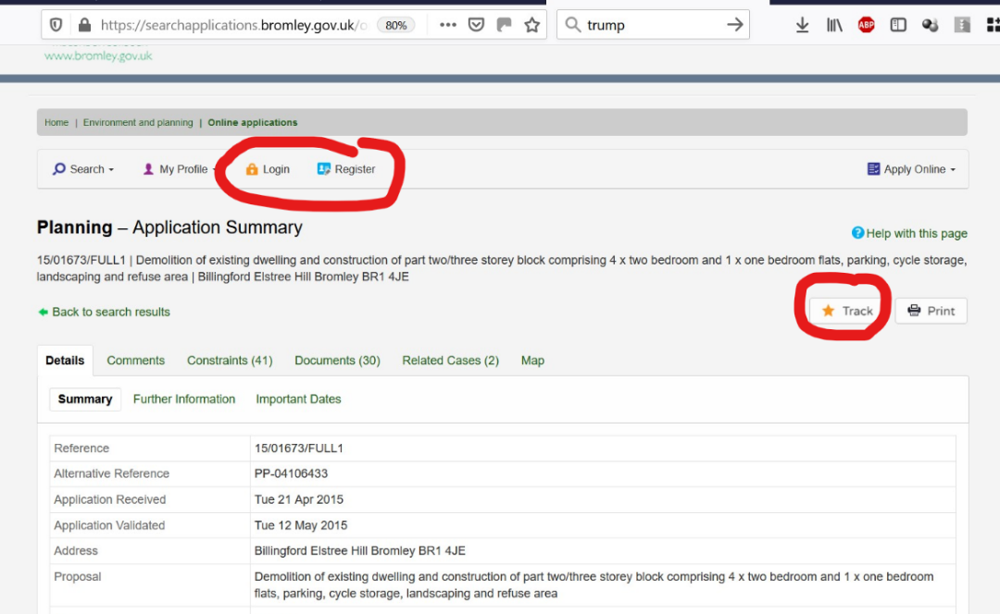 https://searchapplications.bromley.gov.uk/o 80% trump ABP
www.bromley.gov.uk
Home | Environment and planning | Online applications
Search My Profile Login Register Apply Online
Planning – Application Summary
Help with this page
15/01673/FULL1 | Demolition of existing dwelling and construction of part two/three storey block comprising 4 x two bedroom and 1 x one bedroom flats, parking, cycle storage,
landscaping and refuse area | Billingford Elstree Hill Bromley BR1 4JE
Back to search results Track Print
Details Comments Constraints (41) Documents (30) Related Cases (2) Map
Summary Further Information Important Dates
Reference 15/01673/FULL1
Alternative Reference PP-04106433
Application Received Tue 21 Apr 2015
Application Validated Tue 12 May 2015
Address Billingford Elstree Hill Bromley BR1 4JE
Proposal Demolition of existing dwelling and construction of part two/three storey block comprising 4 x two bedroom and 1 x one bedroom
flats, parking, cycle storage, landscaping and refuse area